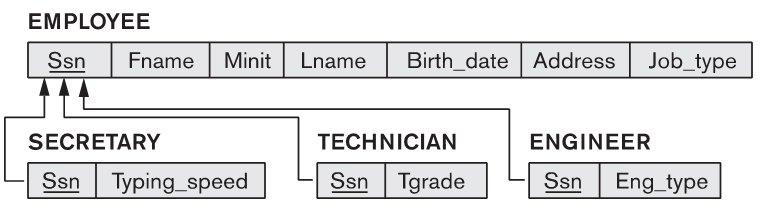 EMPLOYEE
Ssn Fname Minit Lname Birth_date Address Job_type
SECRETARY TECHNICIAN ENGINEER
Ssn Typing_speed Ssn Tgrade Ssn Eng_type